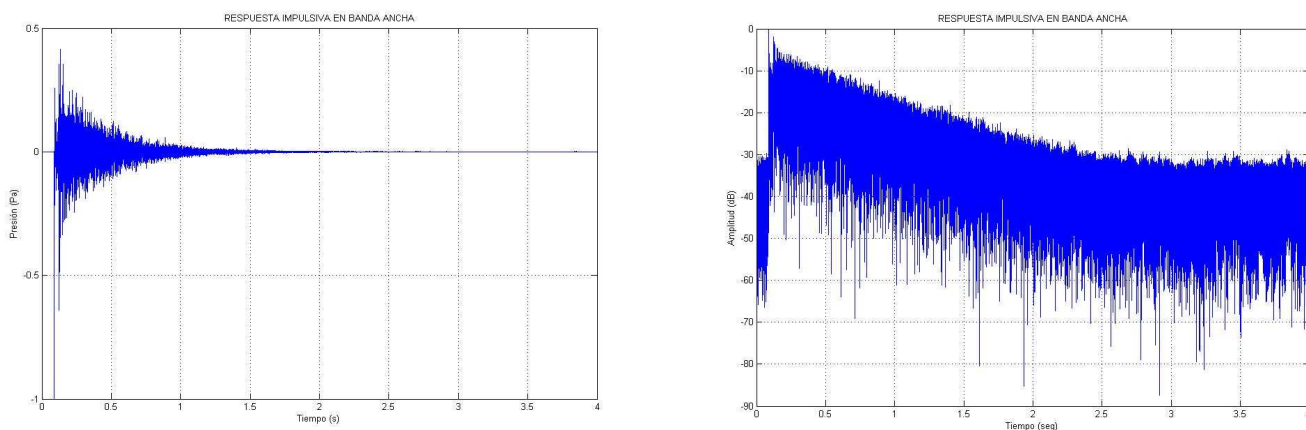 RESPUESTA IMPULSIVA EN BANDA ANCHA
0.5
0
-0.5
-1
Presión (Pa)
0 0.5 1 1.5 2 2.5 3 3.5 4
Tiempo (s)
RESPUESTA IMPULSIVA EN BANDA ANCHA
0
-10
-20
-30
-40
-50
-60
-70
-80
-90
Amplitud (dB)
0 0.5 1 1.5 2 2.5 3 3.5
Tiempo (seg)